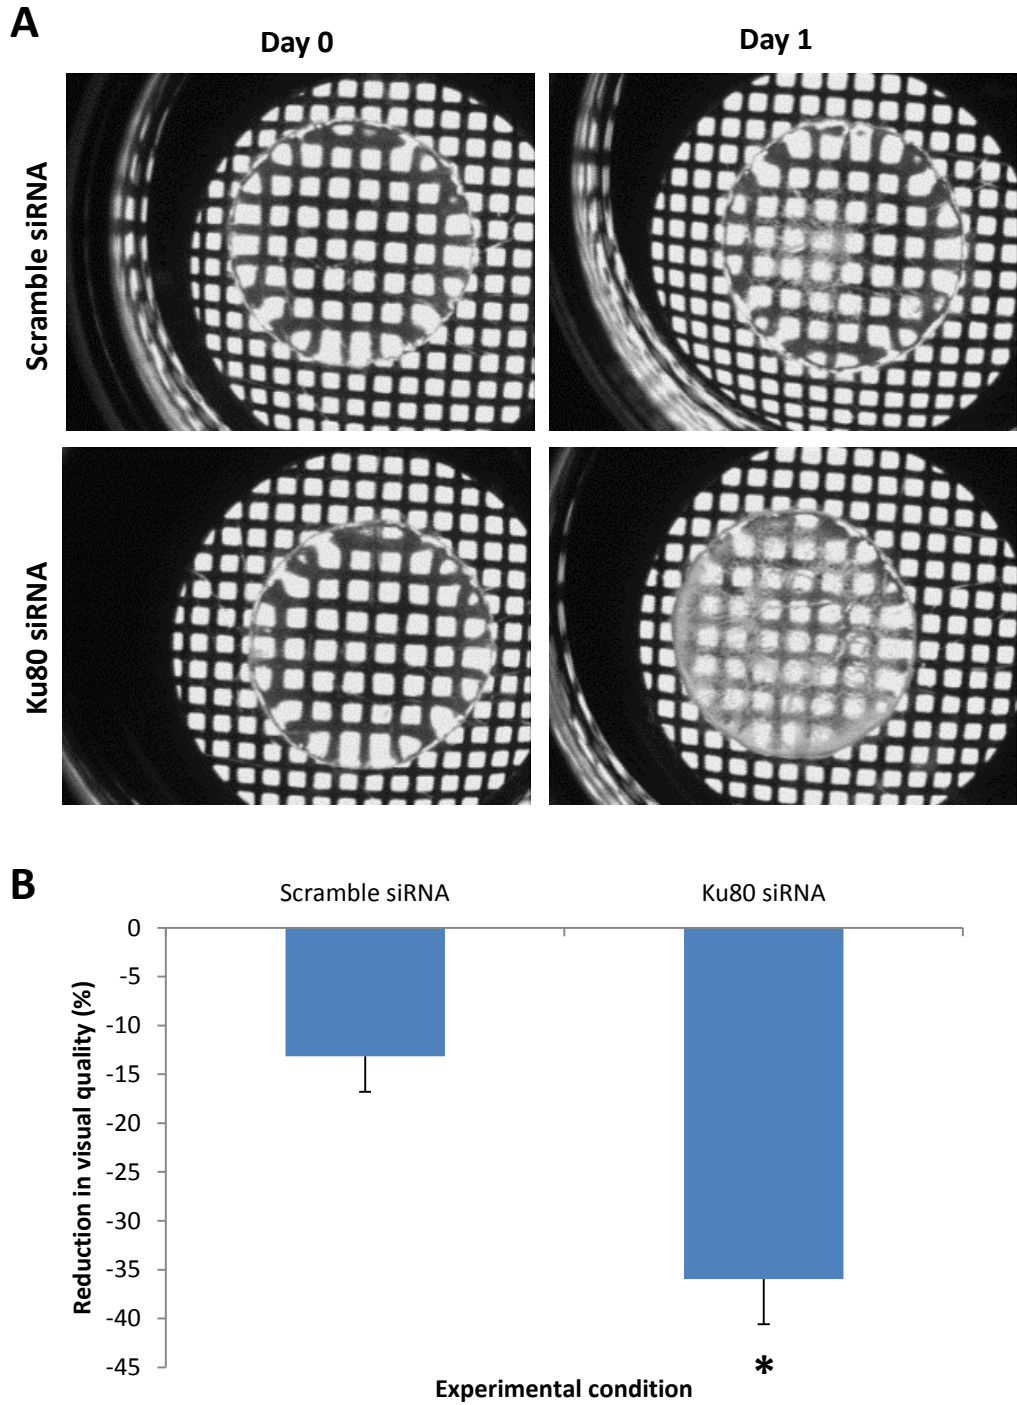 A
Day 0
Day 1
Scramble siRNA
Ku80 siRNA
B
Scramble siRNA
Ku80 siRNA
0
-5
-10
-15
-20
-25
-30
-35
-40
-45
Reduction in visual quality (%)
*
Experimental condition